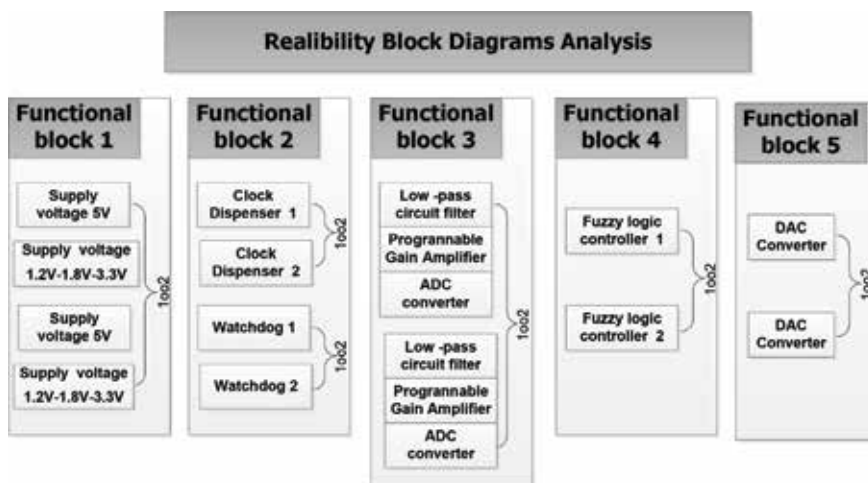 Realibility Block Diagrams Analysis
Functional
block 1
Supply
voltage 5V
Supply voltage
1.2V-1.8V-3.3V
Supply
voltage 5V
Supply voltage
1.2V-1.8V-3.3V
1oo2
Functional
block 2
Clock
Dispenser 1
Clock
Dispenser 2
1oo2
Watchdog 1
Watchdog 2
1oo2
Functional
block 3
Low -pass
circuit filter
Progrannable
Gain Amplifier
ADC
converter
Low -pass
circuit filter
Progrannable
Gain Amplifier
ADC
converter
1oo2
Functional
block 4
Fuzzy logic
controller 1
Fuzzy logic
controller 2
1oo2
Functional
block 5
DAC
Converter
DAC
Converter
1oo2